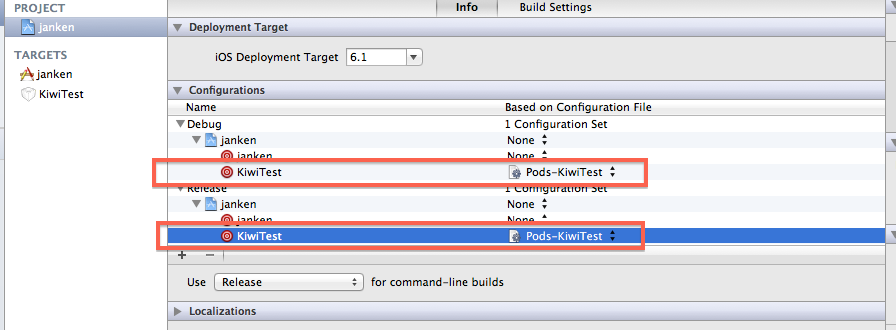 PROJECT
janken
TARGETS
janken
KiwiTest
Info Build Settings
Deployment Target
iOS Deployment Target 6.1
Configurations
Name Based on Configuration File
Debug 1 Configuration Set
janken None
janken None
KiwiTest Pods-KiwiTest
Release 1 Configuration Set
janken None
janken None
KiwiTest Pods-KiwiTest
+ −
Use Release for command-line builds
Localizations